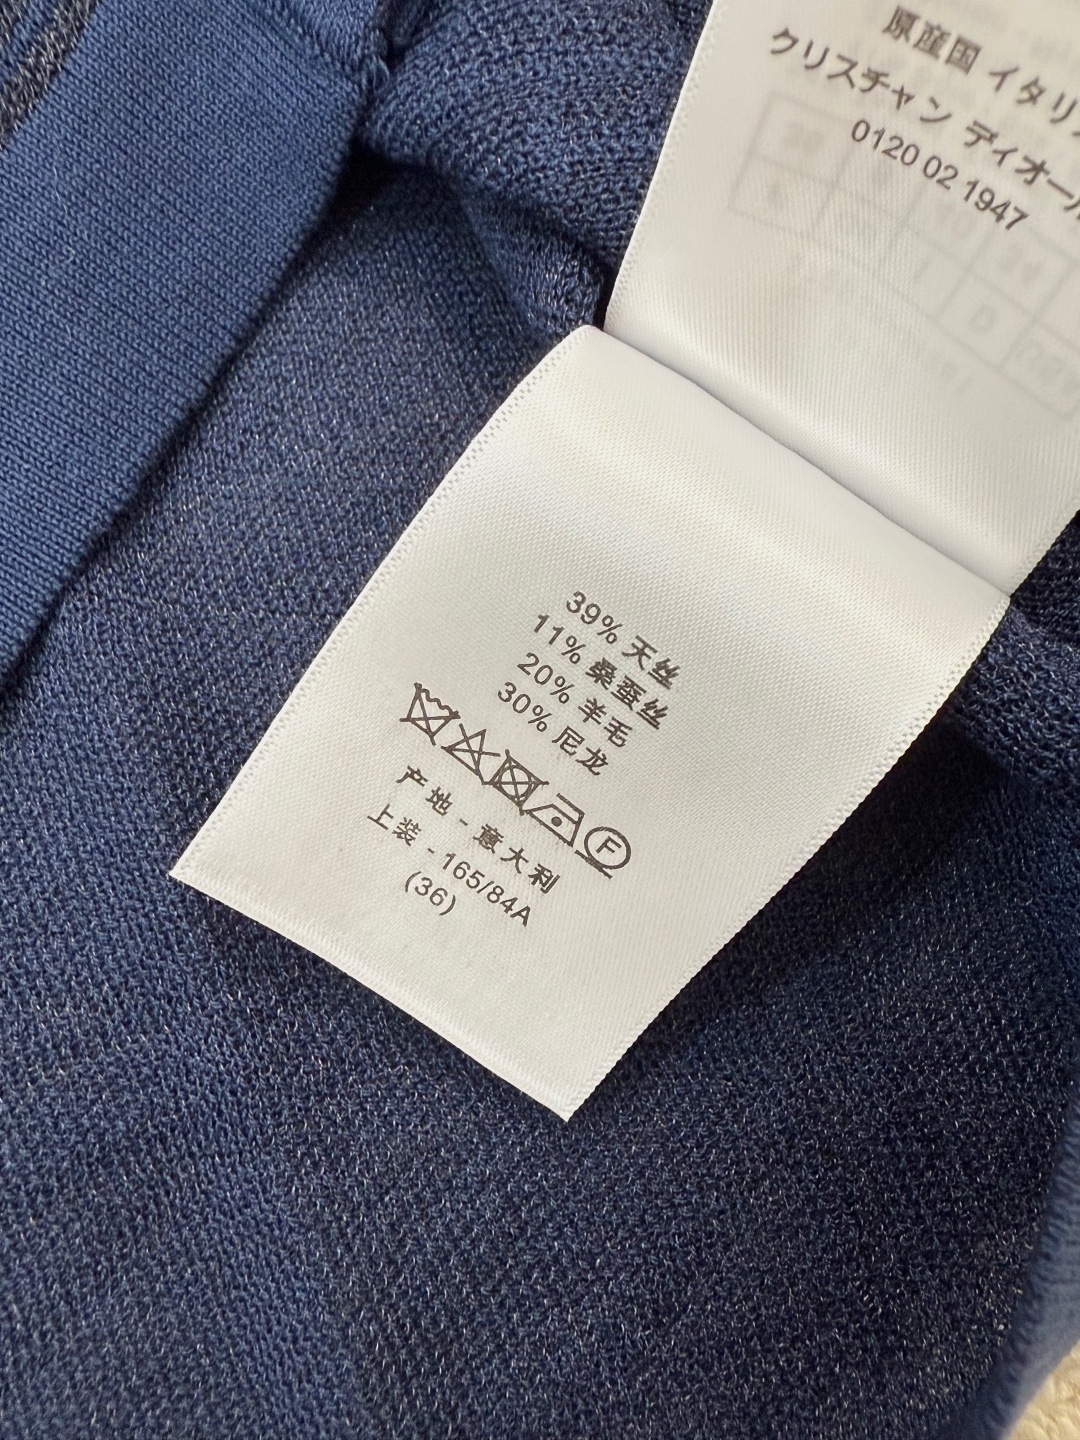 原産国 イタリ
クリスチャン ディオール
0120 02 1947
39% 天丝
11% 桑蚕丝
20% 羊毛
30% 尼龙
F
产地 - 意大利
上装 - 165/84A
(36)